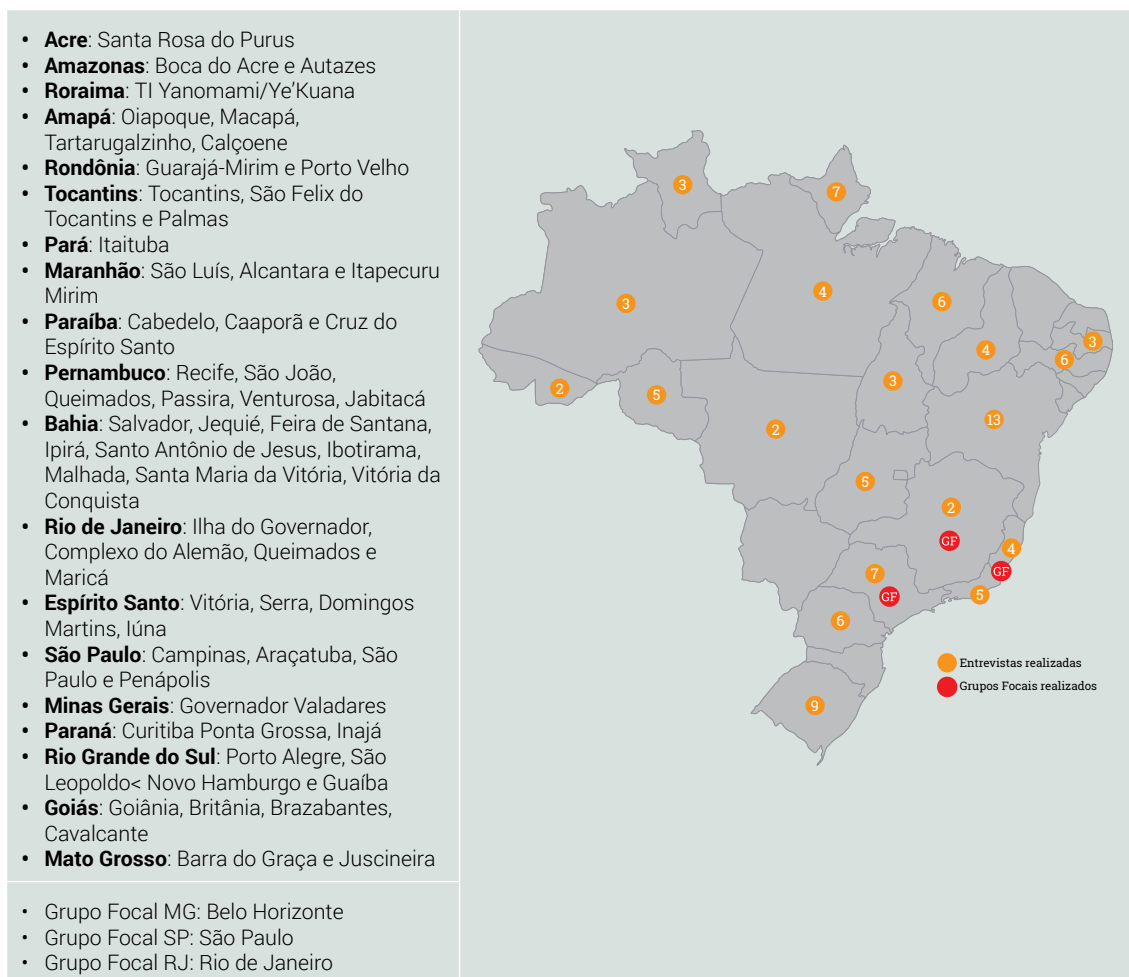 • Acre: Santa Rosa do Purus
• Amazonas: Boca do Acre e Autazes
• Roraima: TI Yanomami/Ye’Kuana
• Amapá: Oiapoque, Macapá,
Tartarugalzinho, Calçoene
• Rondônia: Guarajá-Mirim e Porto Velho
• Tocantins: Tocantins, São Felix do
Tocantins e Palmas
• Pará: Itaituba
• Maranhão: São Luís, Alcantara e Itapecuru
Mirim
• Paraíba: Cabedelo, Caaporã e Cruz do
Espírito Santo
• Pernambuco: Recife, São João,
Queimados, Passira, Venturosa, Jabitacá
• Bahia: Salvador, Jequié, Feira de Santana,
Ipirá, Santo Antônio de Jesus, Ibotirama,
Malhada, Santa Maria da Vitória, Vitória da
Conquista
• Rio de Janeiro: Ilha do Governador,
Complexo do Alemão, Queimados e
Maricá
• Espírito Santo: Vitória, Serra, Domingos
Martins, Iúna
• São Paulo: Campinas, Araçatuba, São
Paulo e Penápolis
• Minas Gerais: Governador Valadares
• Paraná: Curitiba Ponta Grossa, Inajá
• Rio Grande do Sul: Porto Alegre, São
Leopoldo< Novo Hamburgo e Guaíba
• Goiás: Goiânia, Britânia, Brazabantes,
Cavalcante
• Mato Grosso: Barra do Graça e Juscineira
• Grupo Focal MG: Belo Horizonte
• Grupo Focal SP: São Paulo
• Grupo Focal RJ: Rio de Janeiro
3
7
4
3
6
3
4
6
3
2
5
13
2
5
2
GF
4
GF
7
GF
5
6
9
Entrevistas realizadas
Grupos Focais realizados